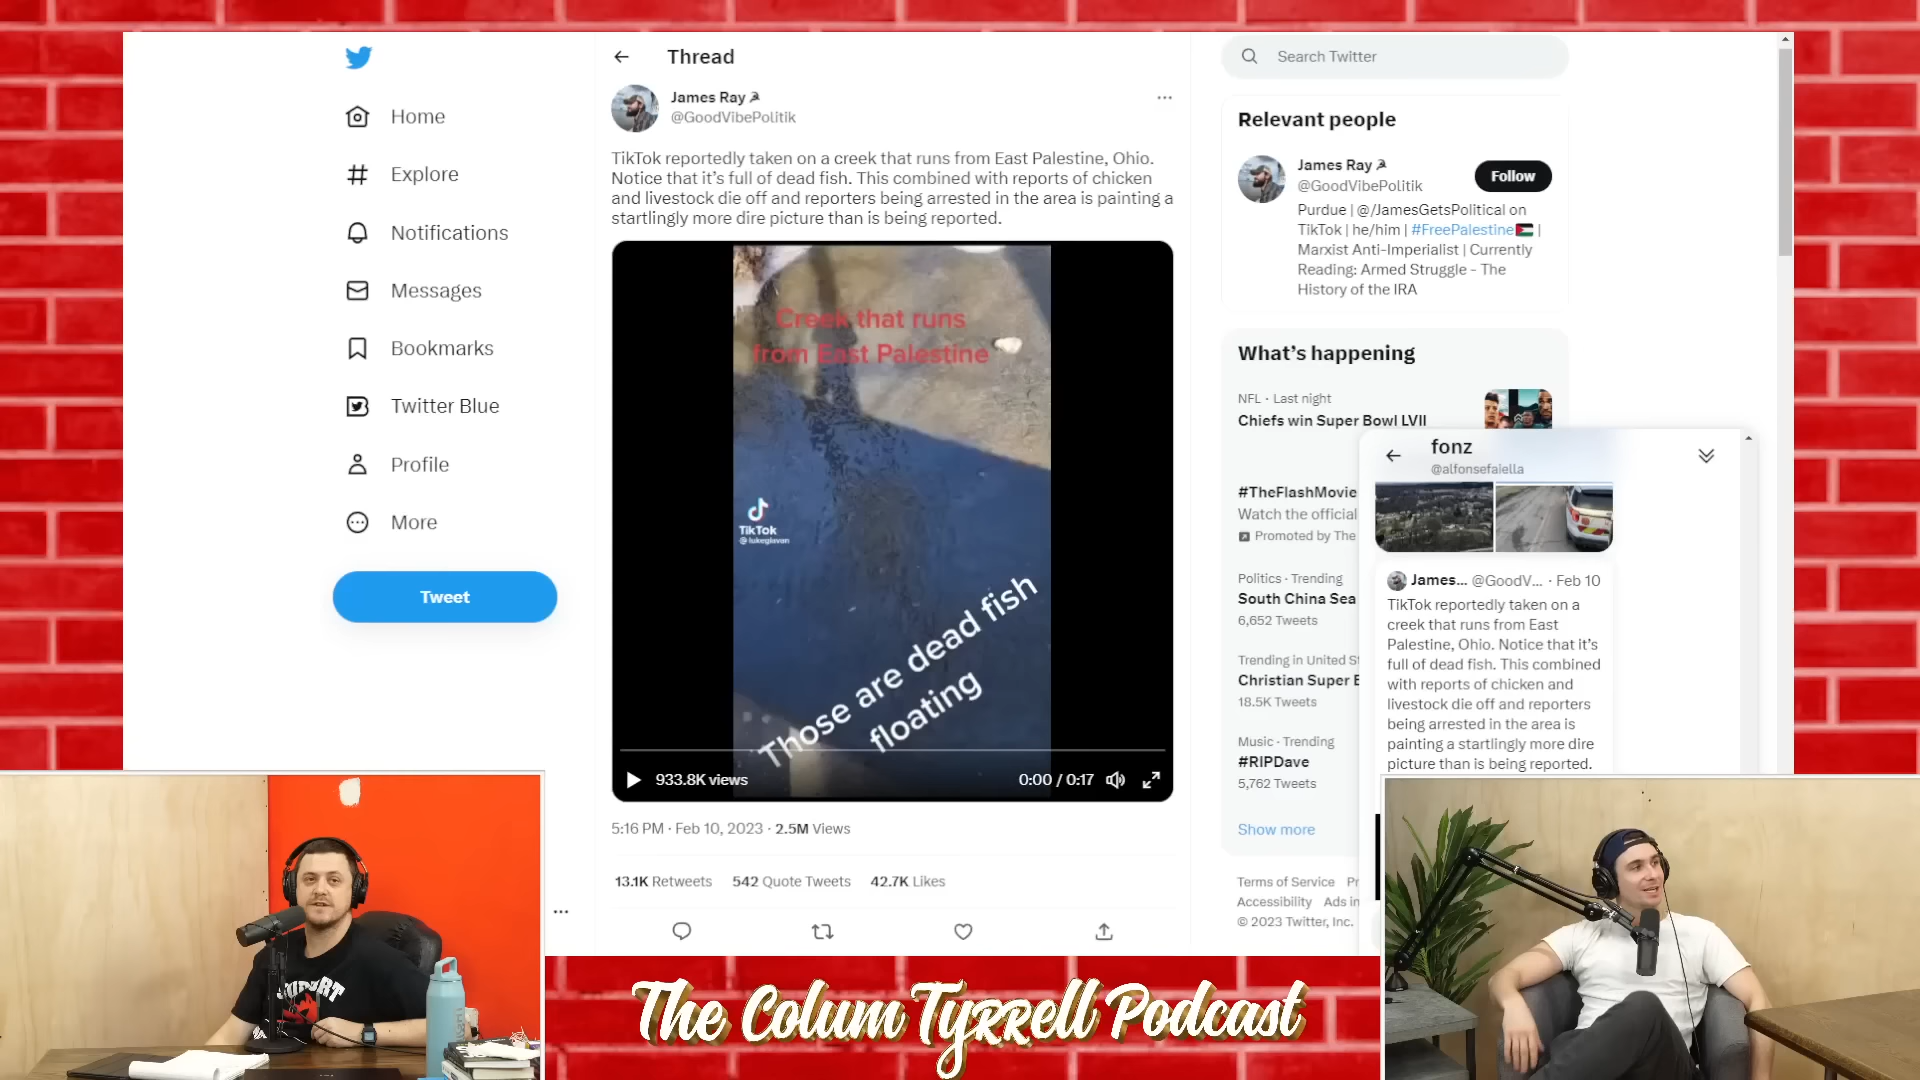 Home
Explore
Notifications
Messages
Bookmarks
Twitter Blue
Profile
More
Tweet
Thread
James Ray
@GoodVibePolitik
TikTok reportedly taken on a creek that runs from East Palestine, Ohio.
Notice that it's full of dead fish. This combined with reports of chicken
and livestock die off and reporters being arrested in the area is painting a
startlingly more dire picture than is being reported.
Creek that runs
from East Palestine
TikTok
@lukeglavan
Those are dead fish
floating
933.8K views
0:00 / 0:17
5:16 PM · Feb 10, 2023 · 2.5M Views
13.1K Retweets 542 Quote Tweets 42.7K Likes
Search Twitter
Relevant people
James Ray
@GoodVibePolitik
Follow
Purdue | @/JamesGetsPolitical on
TikTok | he/him | #FreePalestine |
Marxist Anti-Imperialist | Currently
Reading: Armed Struggle - The
History of the IRA
What's happening
NFL · Last night
Chiefs win Super Bowl LVII
#TheFlashMovie
Watch the official
Promoted by The
Politics · Trending
South China Sea
6,652 Tweets
Trending in United St
Christian Super B
18.5K Tweets
Music · Trending
#RIPDave
5,762 Tweets
Show more
Terms of Service Pr
Accessibility Ads in
© 2023 Twitter, Inc.
fonz
@alfonsefaiella
James... @GoodV... · Feb 10
TikTok reportedly taken on a
creek that runs from East
Palestine, Ohio. Notice that it's
full of dead fish. This combined
with reports of chicken and
livestock die off and reporters
being arrested in the area is
painting a startlingly more dire
picture than is being reported.
The Colum Tyrrell Podcast